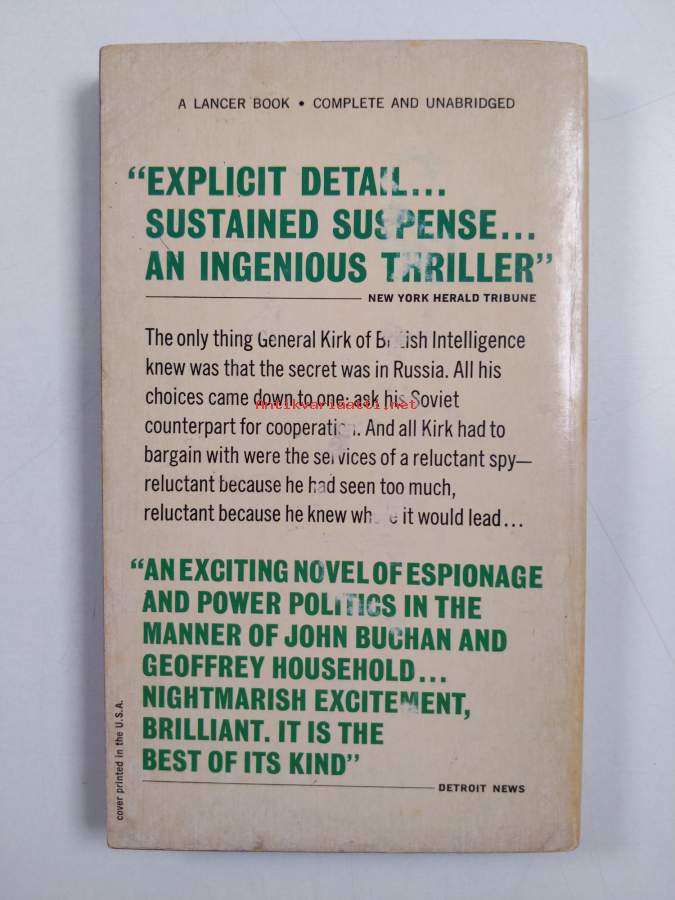 A LANCER BOOK • COMPLETE AND UNABRIDGED
“EXPLICIT DETAIL...
SUSTAINED SUSPENSE...
AN INGENIOUS THRILLER”
NEW YORK HERALD TRIBUNE
The only thing General Kirk of British Intelligence
knew was that the secret was in Russia. All his
choices came down to one: ask his Soviet
Antikvariaatti.net
counterpart for cooperation. And all Kirk had to
bargain with were the services of a reluctant spy—
reluctant because he had seen too much,
reluctant because he knew where it would lead...
“AN EXCITING NOVEL OF ESPIONAGE
AND POWER POLITICS IN THE
MANNER OF JOHN BUCHAN AND
GEOFFREY HOUSEHOLD...
NIGHTMARISH EXCITEMENT,
BRILLIANT. IT IS THE
BEST OF ITS KIND”
DETROIT NEWS
cover printed in the U.S.A.